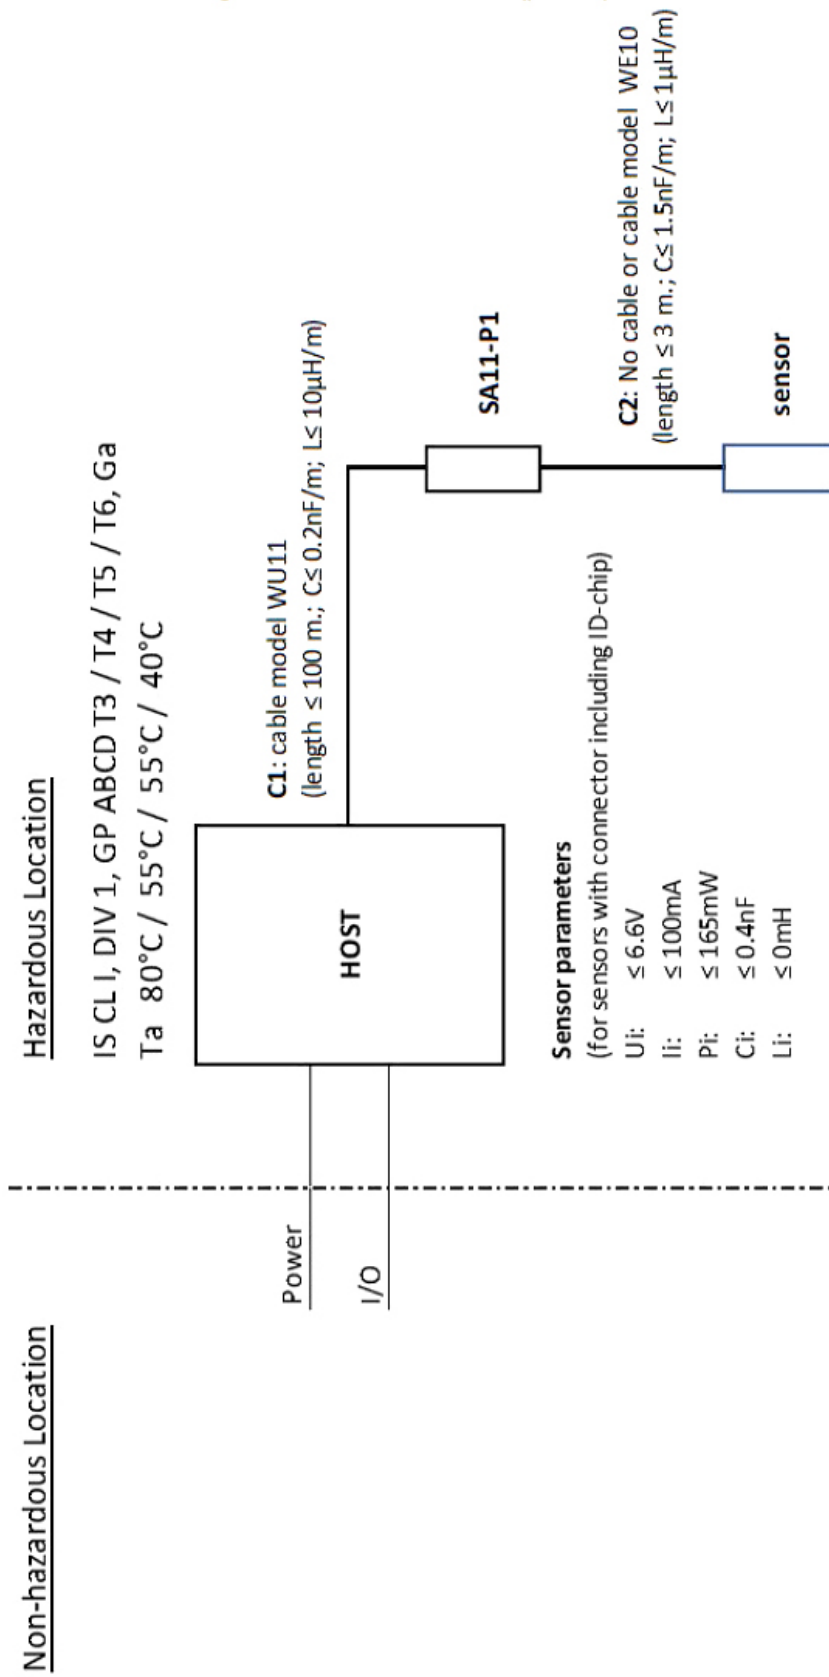 Non-hazardous Location
Hazardous Location
IS CL I, DIV 1, GP ABCD T3 / T4 / T5 / T6, Ga
Ta 80°C / 55°C / 55°C / 40°C
Power
I/O
HOST
C1: cable model WU11
(length ≤ 100 m.; C≤ 0.2nF/m; L≤ 10µH/m)
SA11-P1
C2: No cable or cable model WE10
(length ≤ 3 m.; C≤ 1.5nF/m; L≤ 1µH/m)
sensor
Sensor parameters
(for sensors with connector including ID-chip)
Ui: ≤ 6.6V
Ii: ≤ 100mA
Pi: ≤ 165mW
Ci: ≤ 0.4nF
Li: ≤ 0mH